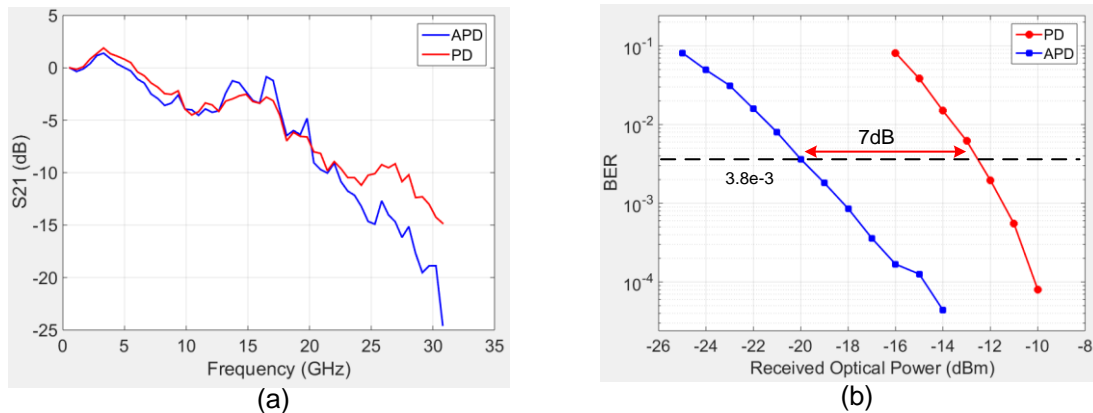 5
0
-5
-10
-15
-20
-25
S21 (dB)
0 5 10 15 20 25 30 35
Frequency (GHz)
APD
PD
(a)
10-1
10-2
10-3
10-4
BER
PD
APD
7dB
3.8e-3
-26 -24 -22 -20 -18 -16 -14 -12 -10 -8
Received Optical Power (dBm)
(b)